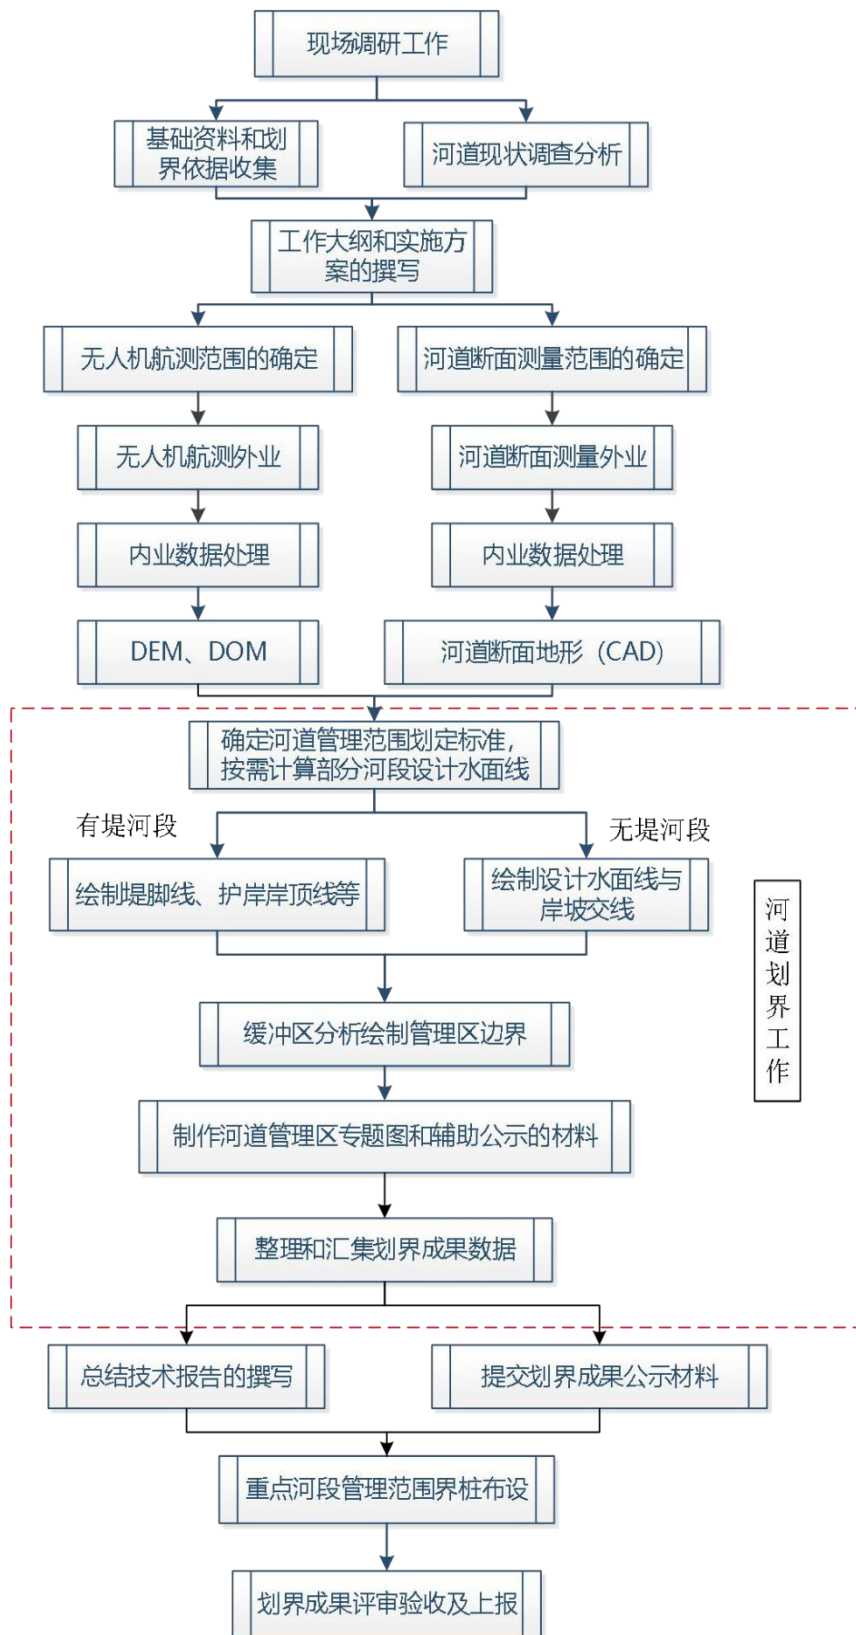 现场调研工作
基础资料和划
界依据收集
河道现状调查分析
工作大纲和实施方
案的撰写
无人机航测范围的确定
河道断面测量范围的确定
无人机航测外业
河道断面测量外业
内业数据处理
内业数据处理
DEM、DOM
河道断面地形（CAD）
确定河道管理范围划定标准，
按需计算部分河段设计水面线
有堤河段
无堤河段
绘制堤脚线、护岸岸顶线等
绘制设计水面线与
岸坡交线
河道划界工作
缓冲区分析绘制管理区边界
制作河道管理区专题图和辅助公示的材料
整理和汇集划界成果数据
总结技术报告的撰写
提交划界成果公示材料
重点河段管理范围界桩布设
划界成果评审验收及上报